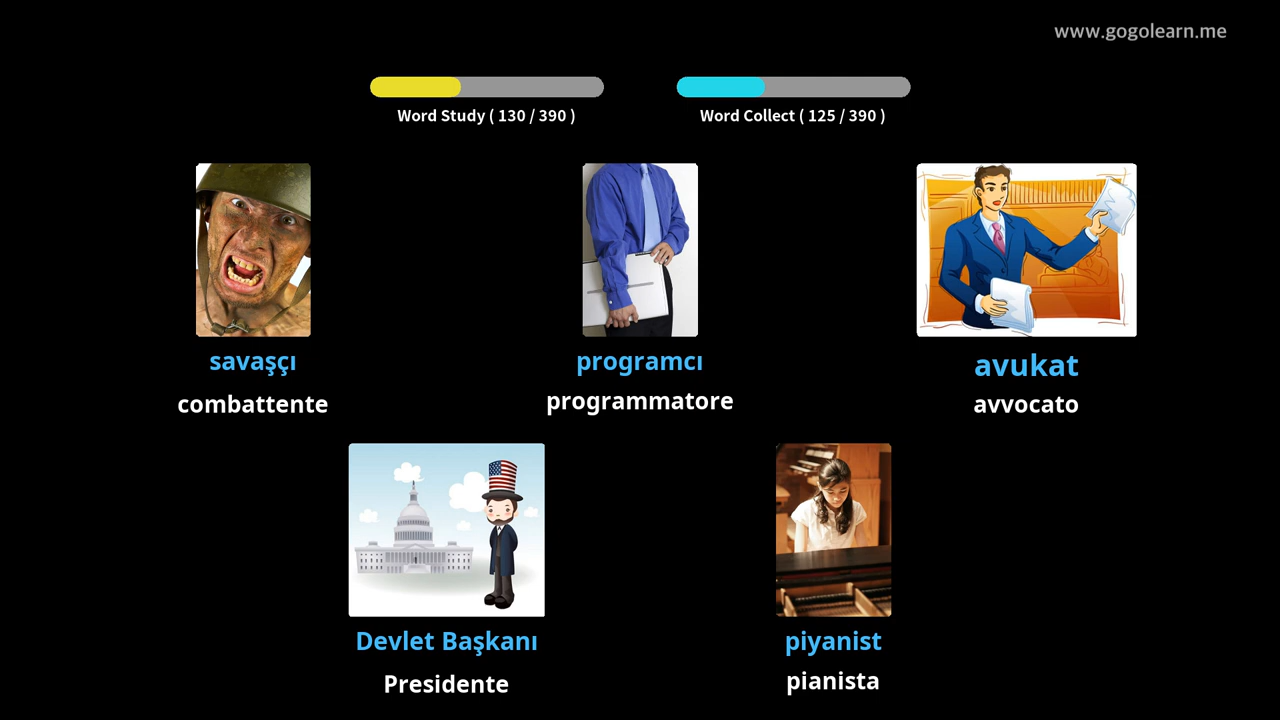 www.gogolearn.me
Word Study ( 130 / 390 )
Word Collect ( 125 / 390 )
savaşçı
combattente
programcı
programmatore
avukat
avvocato
Devlet Başkanı
Presidente
piyanist
pianista